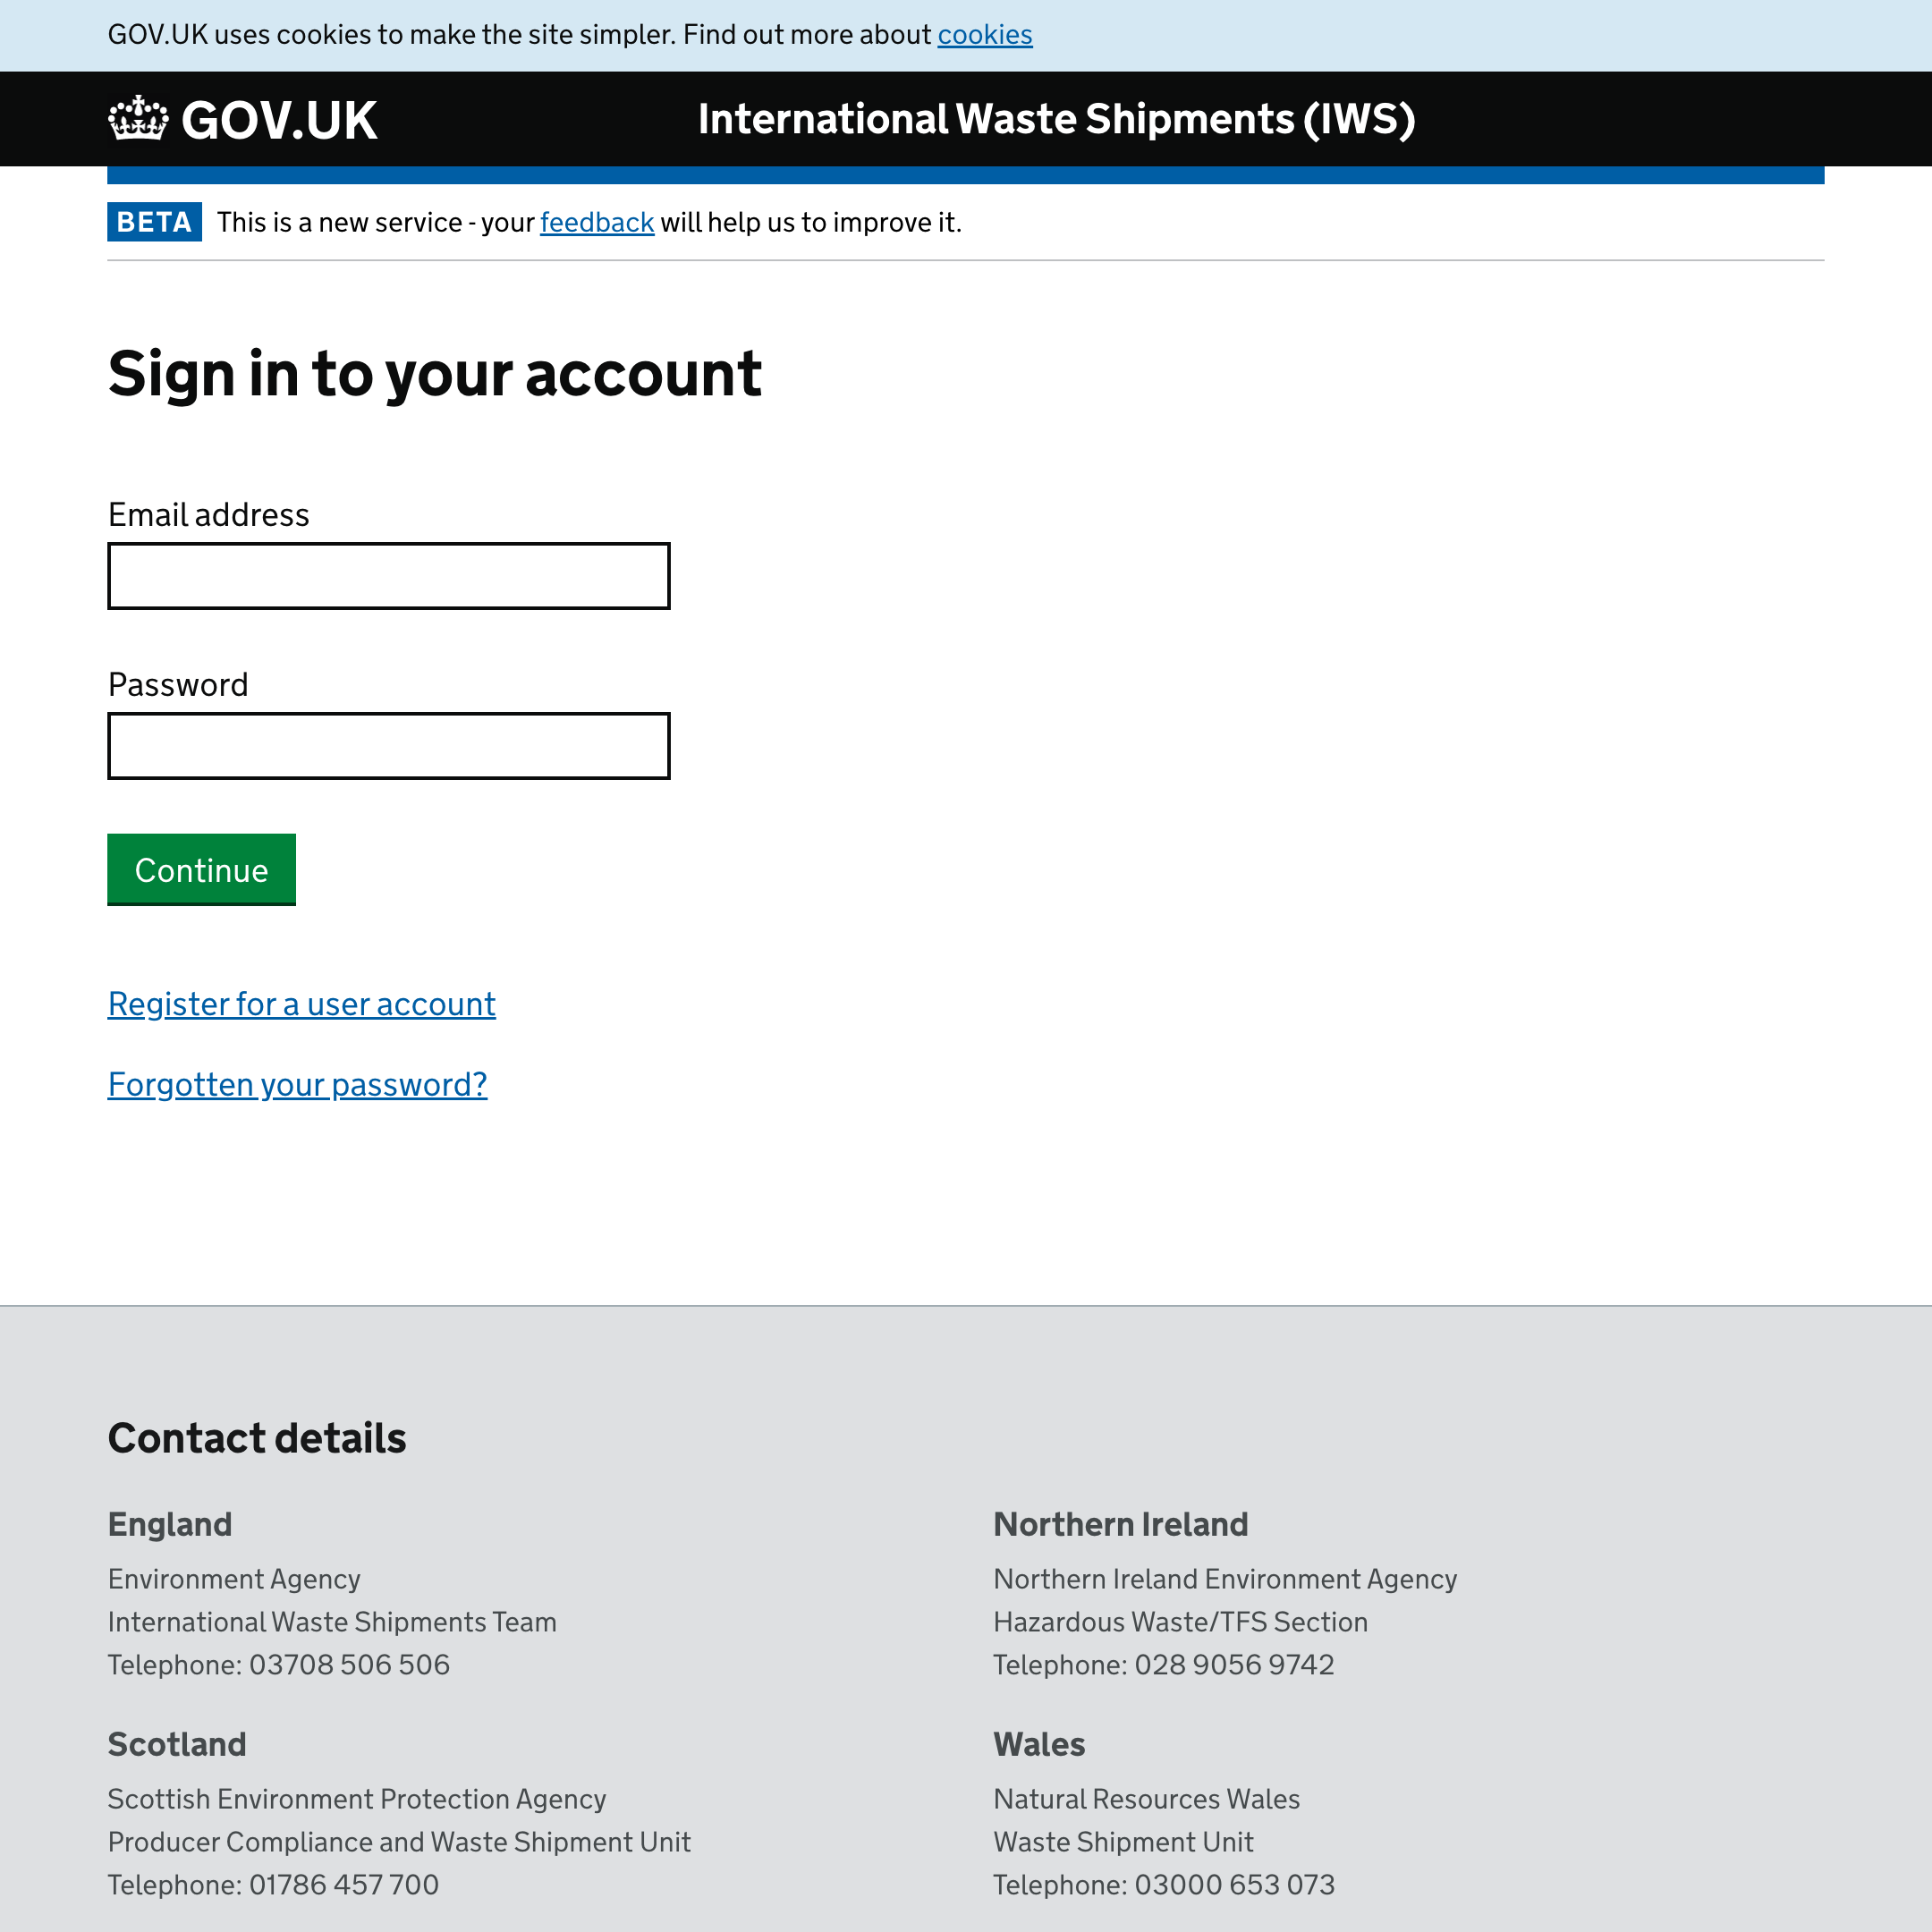 GOV.UK uses cookies to make the site simpler. Find out more about cookies
GOV.UK
International Waste Shipments (IWS)
BETA This is a new service - your feedback will help us to improve it.
Sign in to your account
Email address
Password
Continue
Register for a user account
Forgotten your password?
Contact details
England
Environment Agency
International Waste Shipments Team
Telephone: 03708 506 506
Northern Ireland
Northern Ireland Environment Agency
Hazardous Waste/TFS Section
Telephone: 028 9056 9742
Scotland
Scottish Environment Protection Agency
Producer Compliance and Waste Shipment Unit
Telephone: 01786 457 700
Wales
Natural Resources Wales
Waste Shipment Unit
Telephone: 03000 653 073